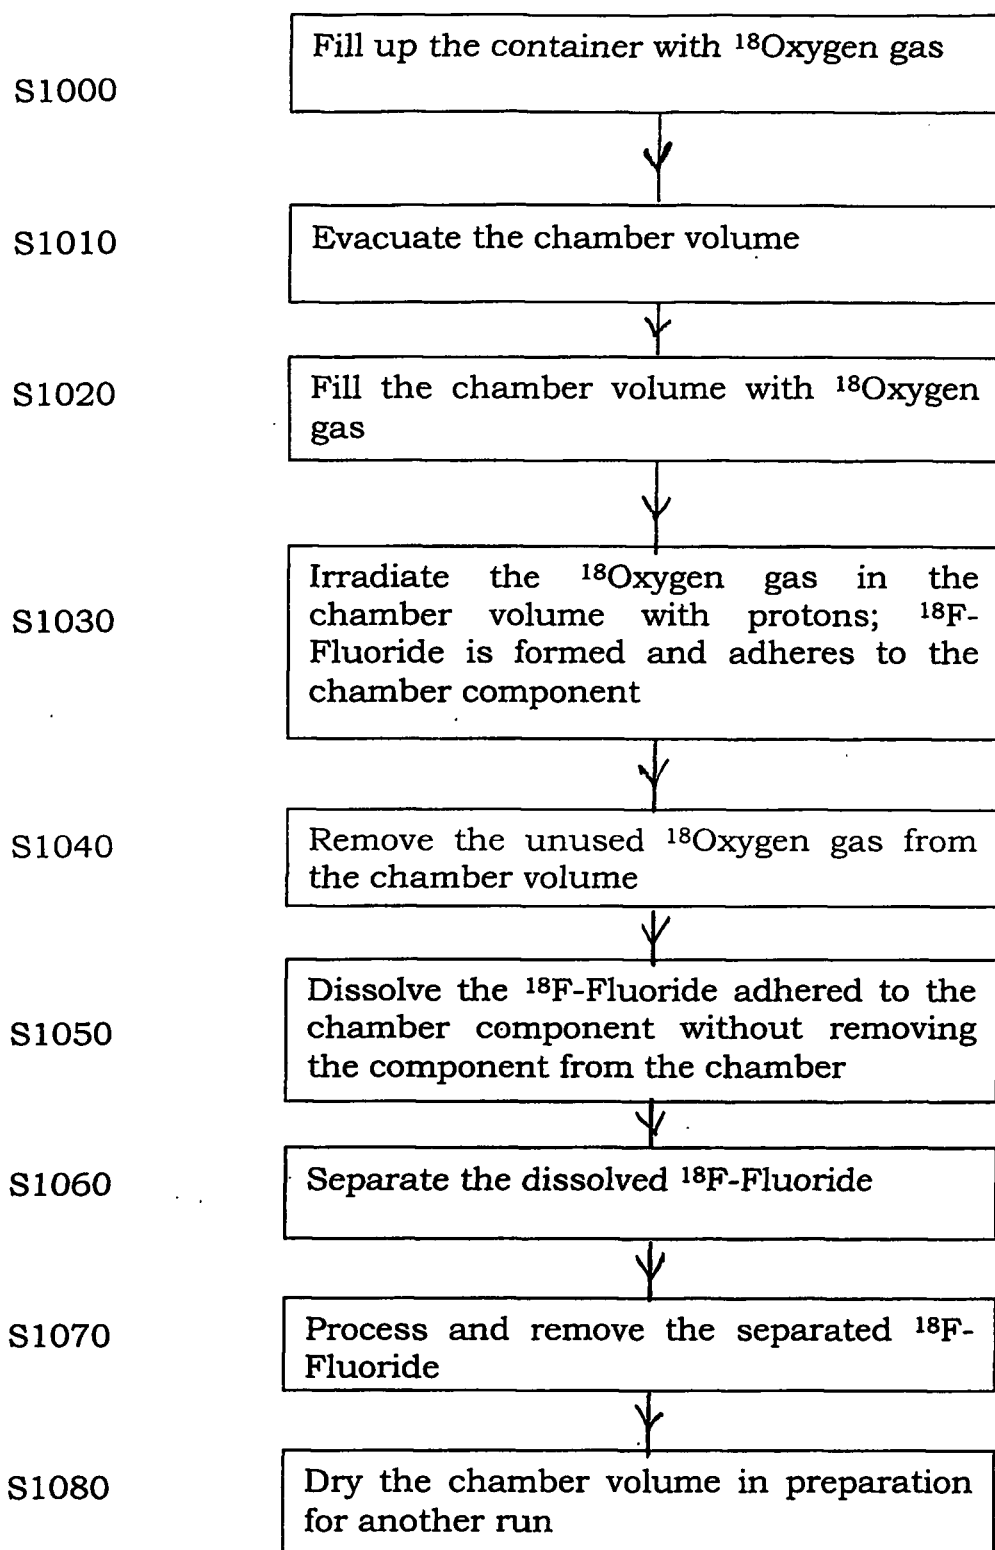 Fill up the container with ¹⁸Oxygen gas
S1000
S1010
Evacuate the chamber volume
S1020
Fill the chamber volume with ¹⁸Oxygen
gas
S1030
Irradiate the ¹⁸Oxygen gas in the
chamber volume with protons; ¹⁸F-
Fluoride is formed and adheres to the
chamber component
S1040
Remove the unused ¹⁸Oxygen gas from
the chamber volume
S1050
Dissolve the ¹⁸F-Fluoride adhered to the
chamber component without removing
the component from the chamber
S1060
Separate the dissolved ¹⁸F-Fluoride
S1070
Process and remove the separated ¹⁸F-
Fluoride
S1080
Dry the chamber volume in preparation
for another run